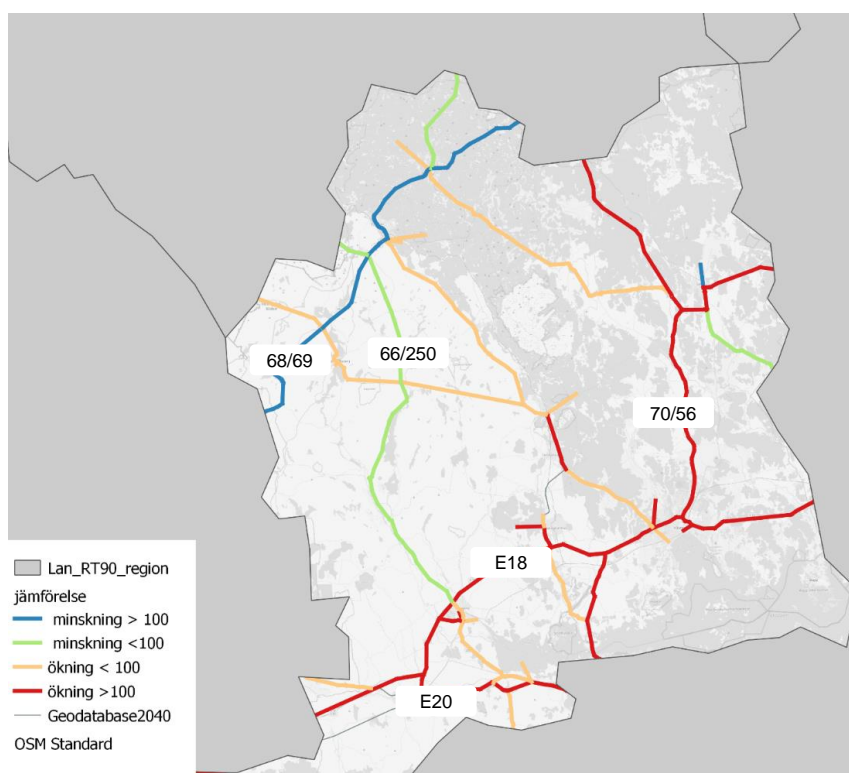 68/69
66/250
70/56
E18
E20
Lan_RT90_region
jämförelse
minskning > 100
minskning <100
ökning < 100
ökning >100
Geodatabase2040
OSM Standard